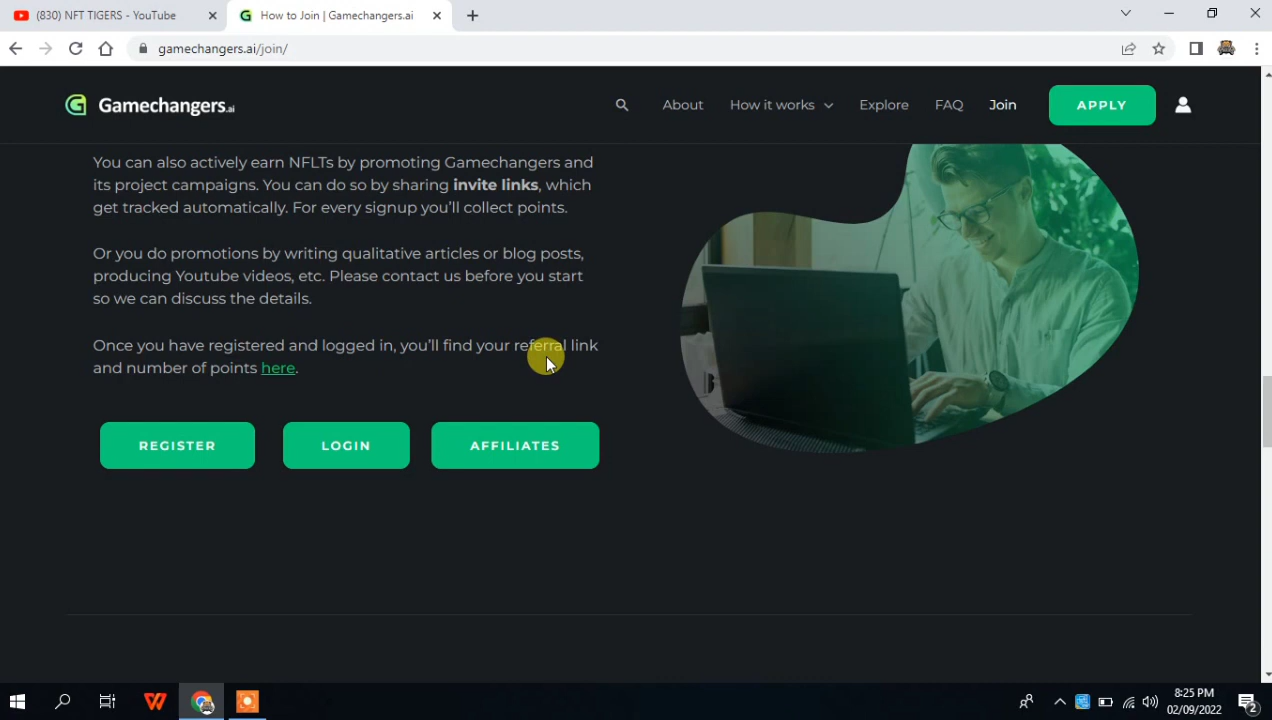 (830) NFT TIGERS - YouTube
How to Join | Gamechangers.ai
gamechangers.ai/join/
Gamechangers.ai
About
How it works
Explore
FAQ
Join
APPLY
You can also actively earn NFLTs by promoting Gamechangers and
its project campaigns. You can do so by sharing invite links, which
get tracked automatically. For every signup you'll collect points.
Or you do promotions by writing qualitative articles or blog posts,
producing Youtube videos, etc. Please contact us before you start
so we can discuss the details.
Once you have registered and logged in, you'll find your referral link
and number of points here.
REGISTER
LOGIN
AFFILIATES
8:25 PM
02/09/2022
2